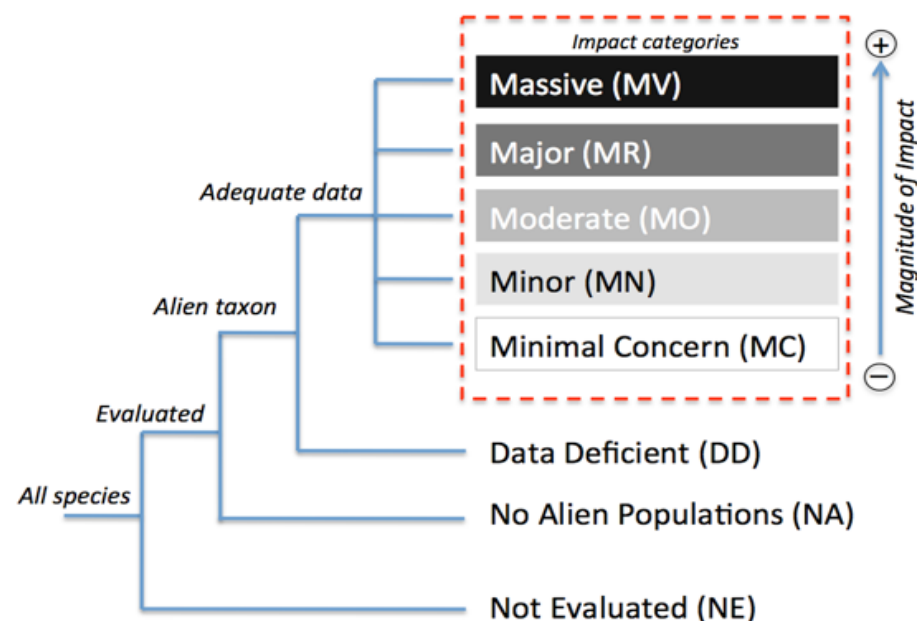 Impact categories
Massive (MV)
Major (MR)
Adequate data
Moderate (MO)
Alien taxon
Minor (MN)
Minimal Concern (MC)
+
Magnitude of Impact
−
Evaluated
Data Deficient (DD)
All species
No Alien Populations (NA)
Not Evaluated (NE)